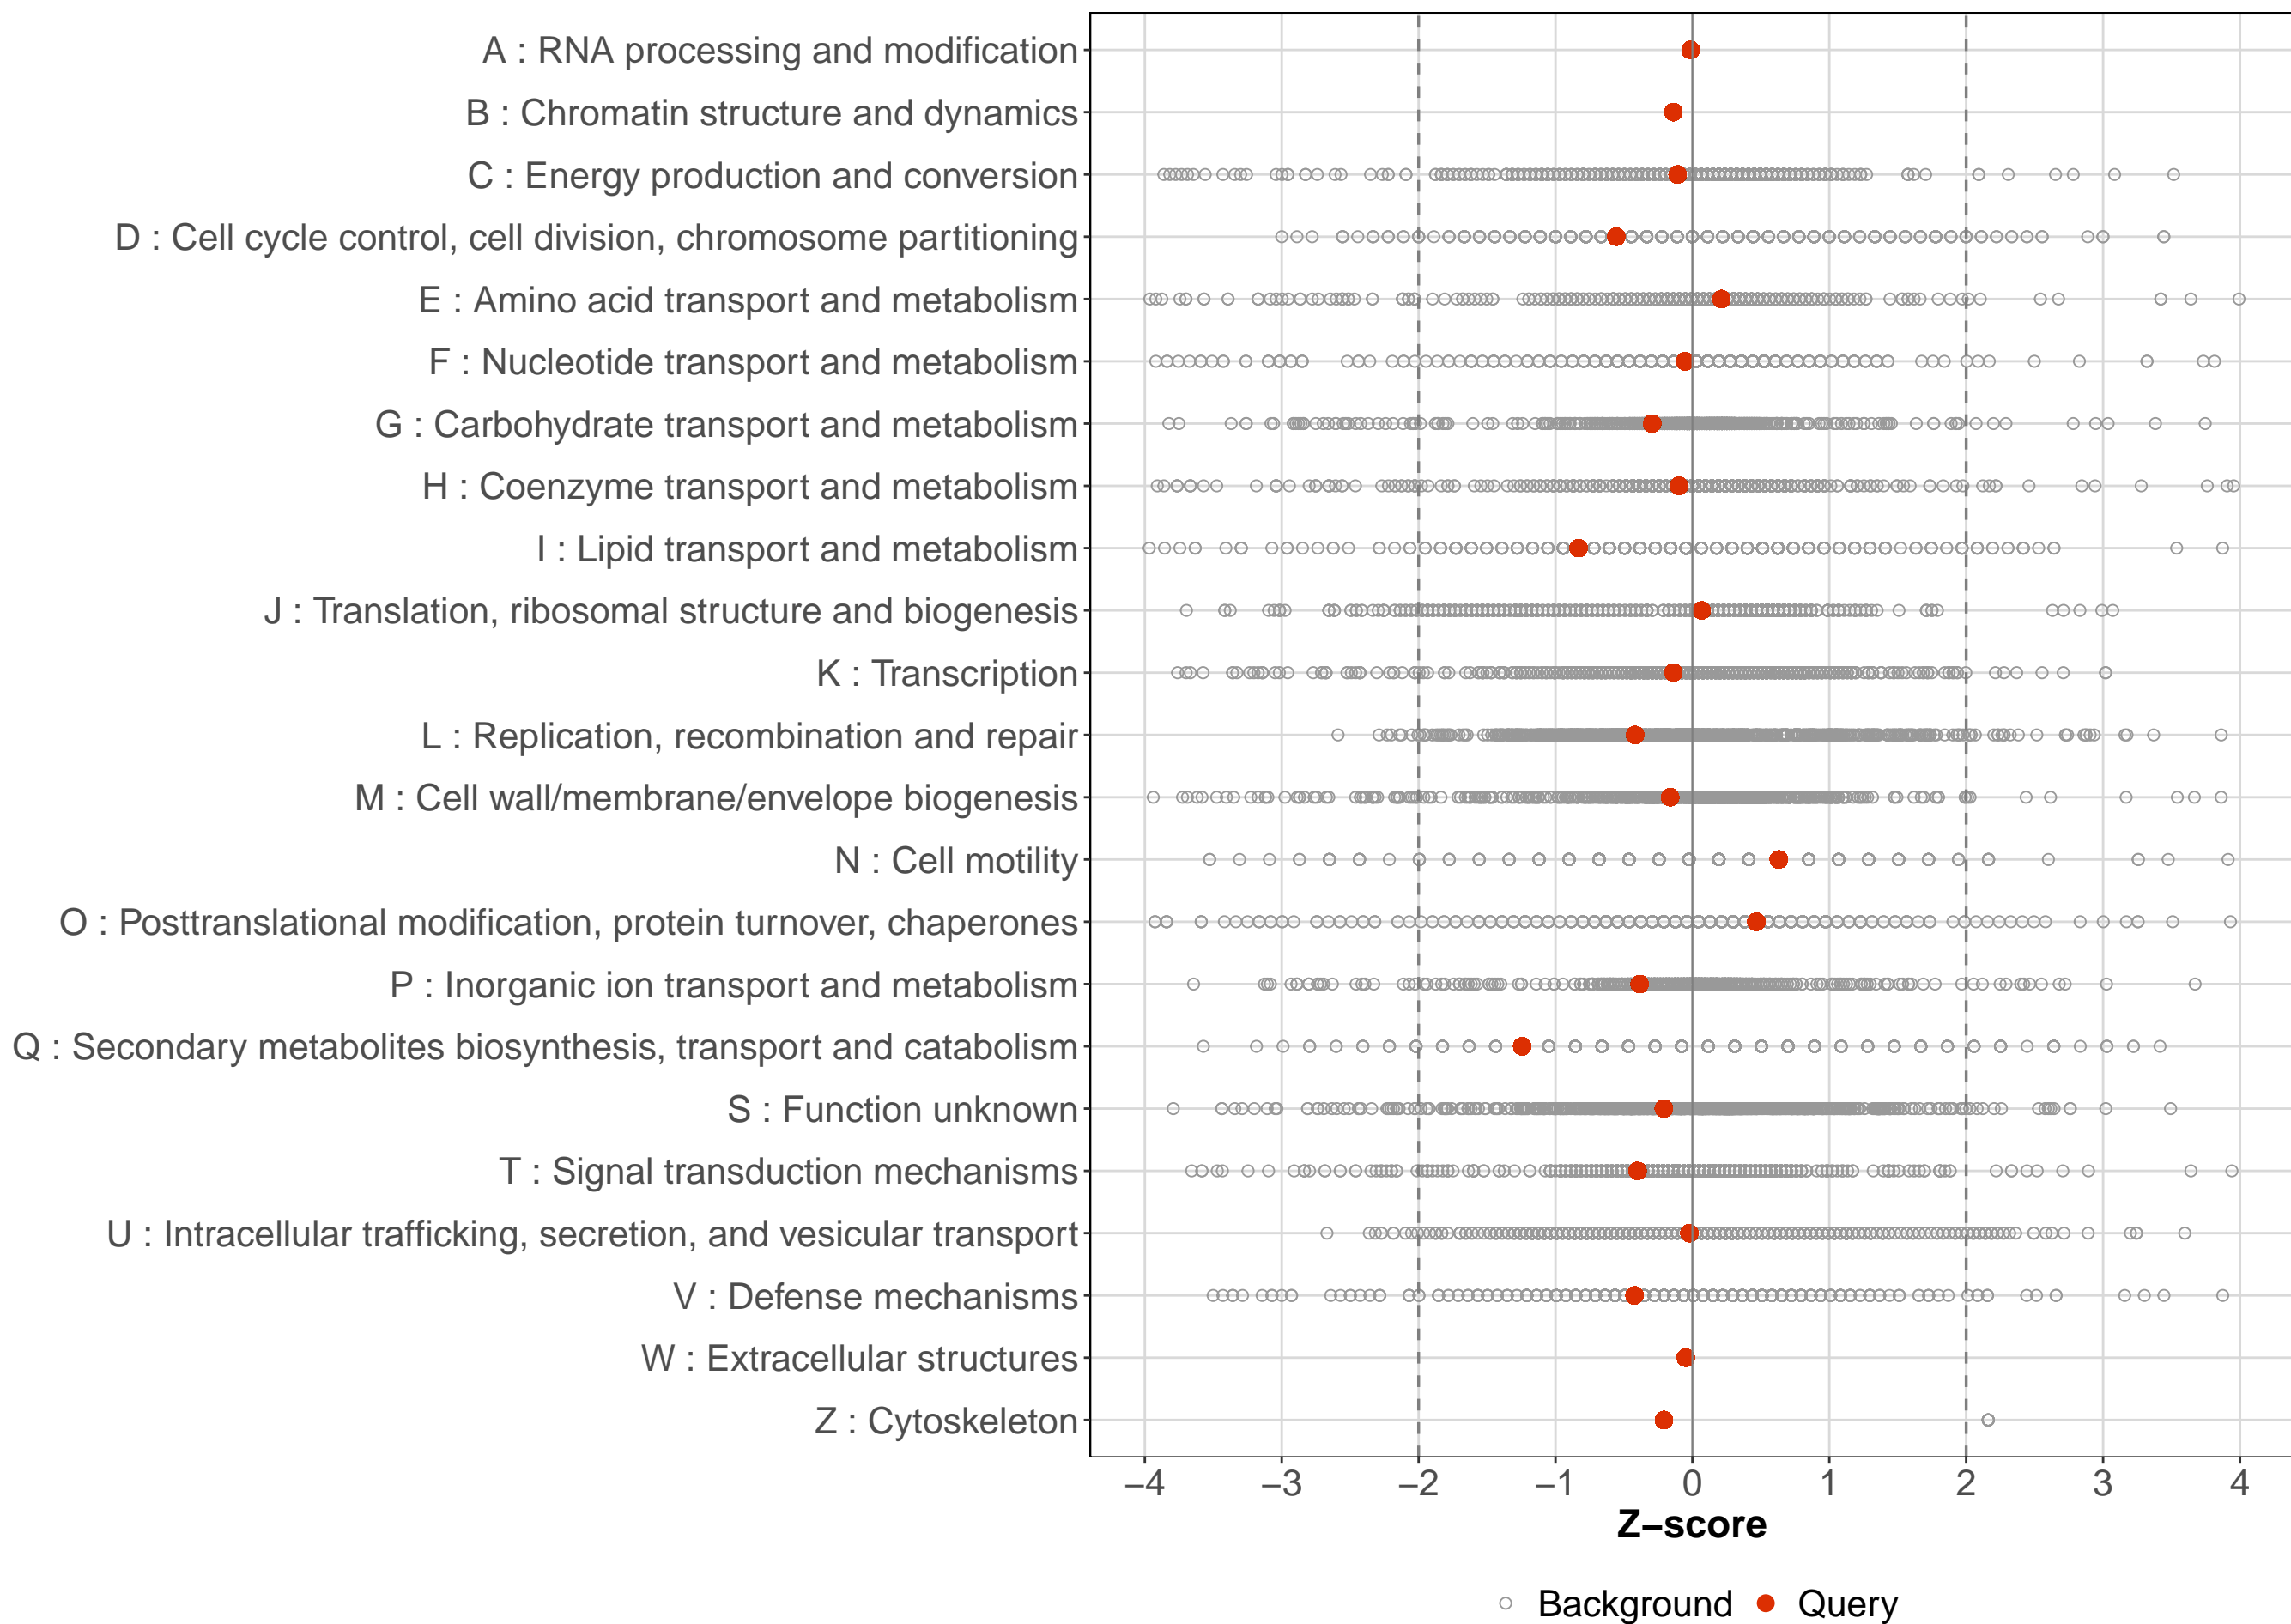 A : RNA processing and modification
B : Chromatin structure and dynamics
C : Energy production and conversion
D : Cell cycle control, cell division, chromosome partitioning
E : Amino acid transport and metabolism
F : Nucleotide transport and metabolism
G : Carbohydrate transport and metabolism
H : Coenzyme transport and metabolism
I : Lipid transport and metabolism
J : Translation, ribosomal structure and biogenesis
K : Transcription
L : Replication, recombination and repair
M : Cell wall/membrane/envelope biogenesis
N : Cell motility
O : Posttranslational modification, protein turnover, chaperones
P : Inorganic ion transport and metabolism
Q : Secondary metabolites biosynthesis, transport and catabolism
S : Function unknown
T : Signal transduction mechanisms
U : Intracellular trafficking, secretion, and vesicular transport
V : Defense mechanisms
W : Extracellular structures
Z : Cytoskeleton
−4 −3 −2 −1 0 1 2 3 4
Z−score
Background Query